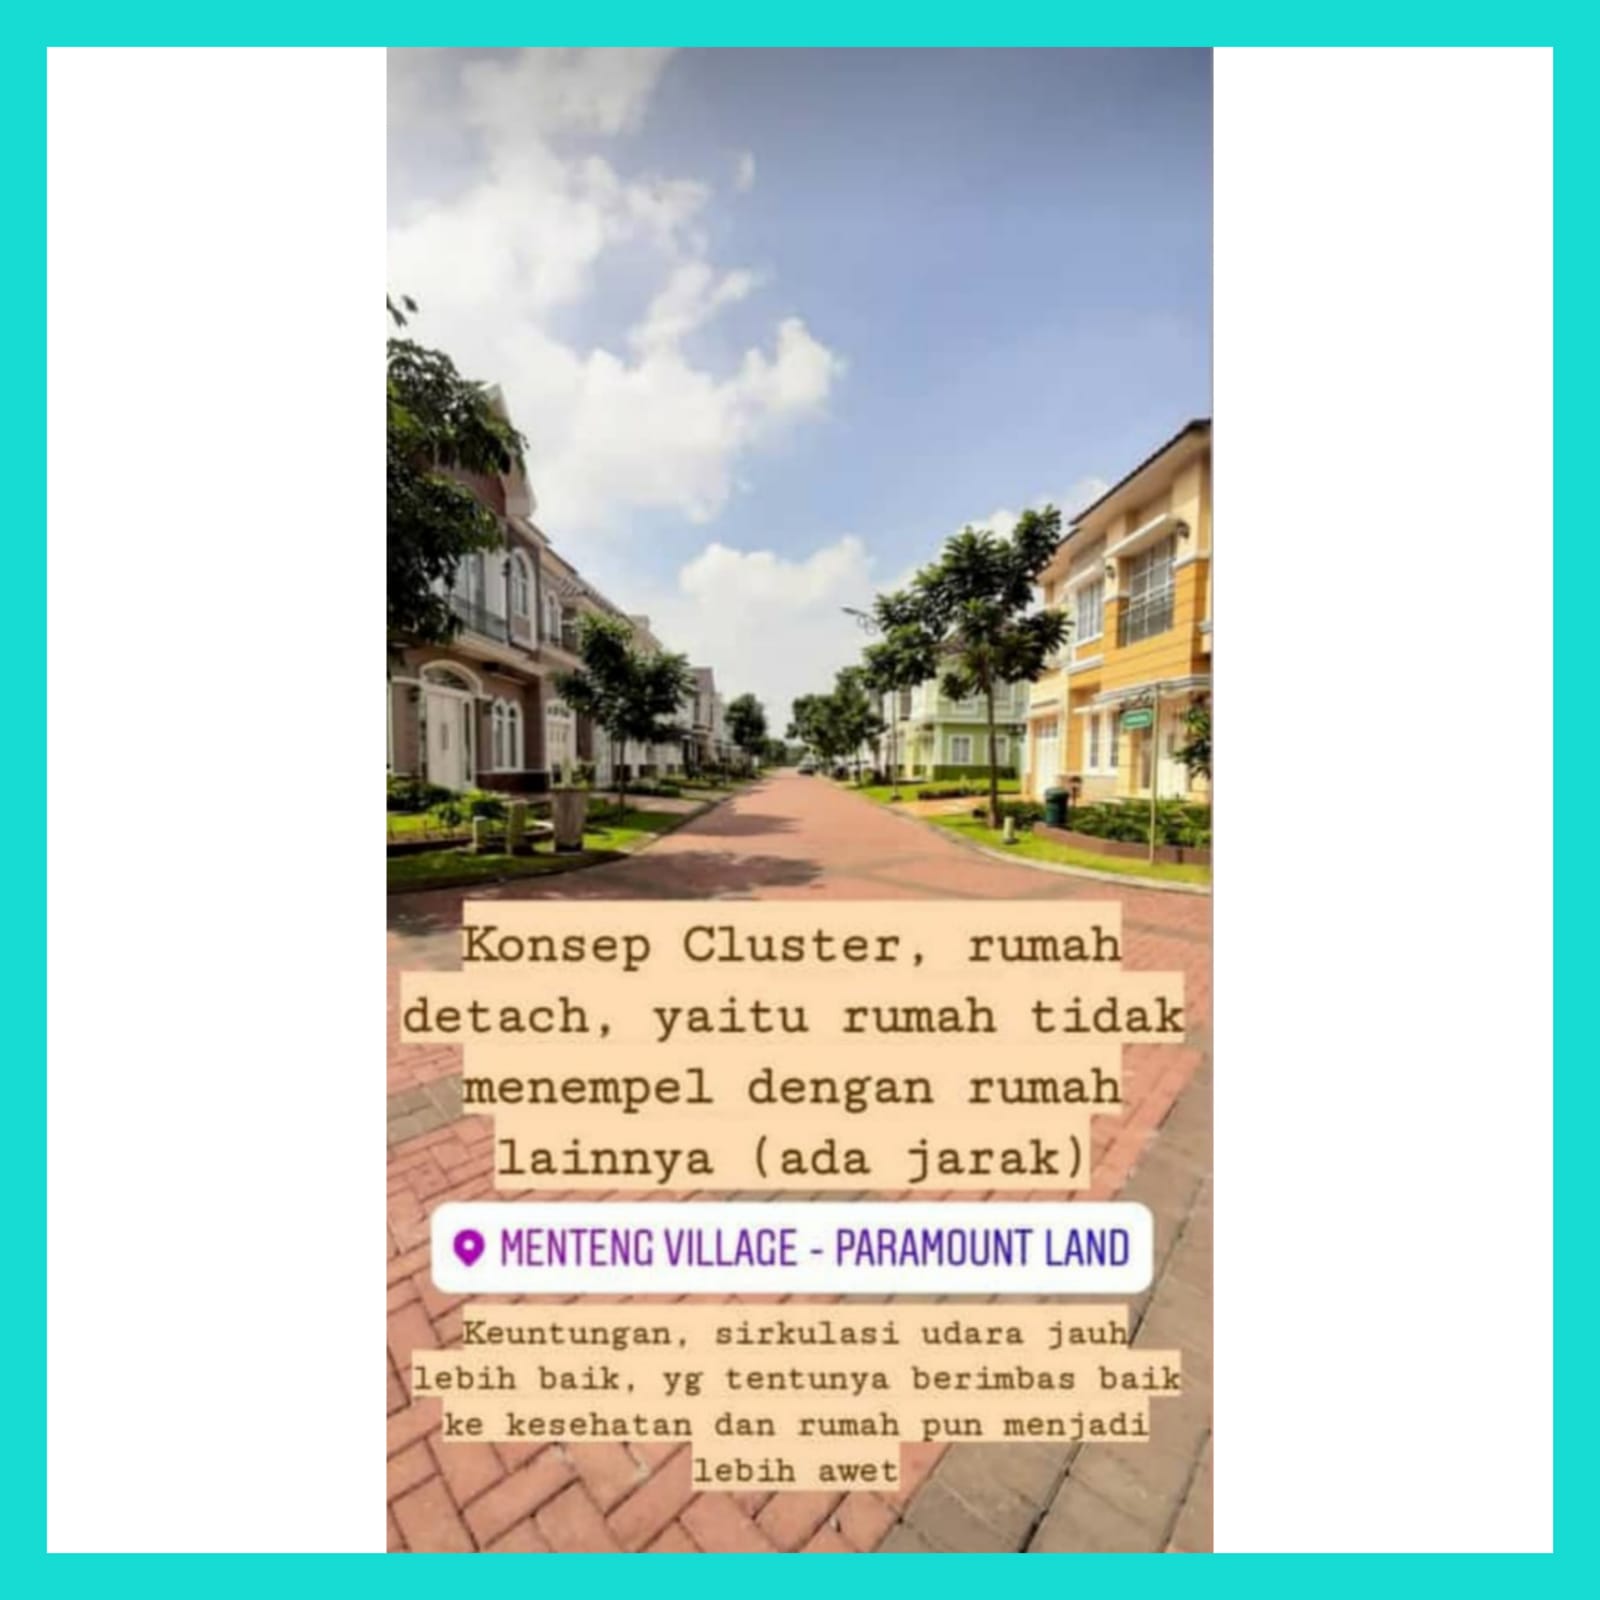 Konsep Cluster, rumah
detach, yaitu rumah tidak
menempel dengan rumah
lainnya (ada jarak)
MENTENG VILLAGE - PARAMOUNT LAND
Keuntungan, sirkulasi udara jauh
lebih baik, yg tentunya berimbas baik
ke kesehatan dan rumah pun menjadi
lebih awet